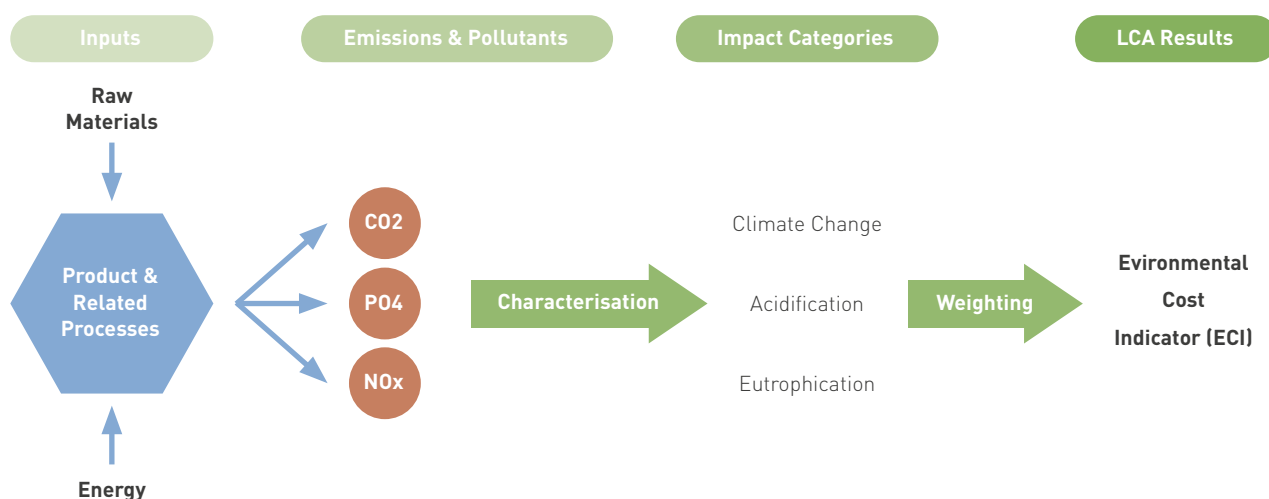 Inputs
Emissions & Pollutants
Impact Categories
LCA Results
Raw
Materials
Product &
Related
Processes
Energy
CO2
PO4
NOx
Characterisation
Climate Change
Acidification
Eutrophication
Weighting
Evironmental
Cost
Indicator (ECI)